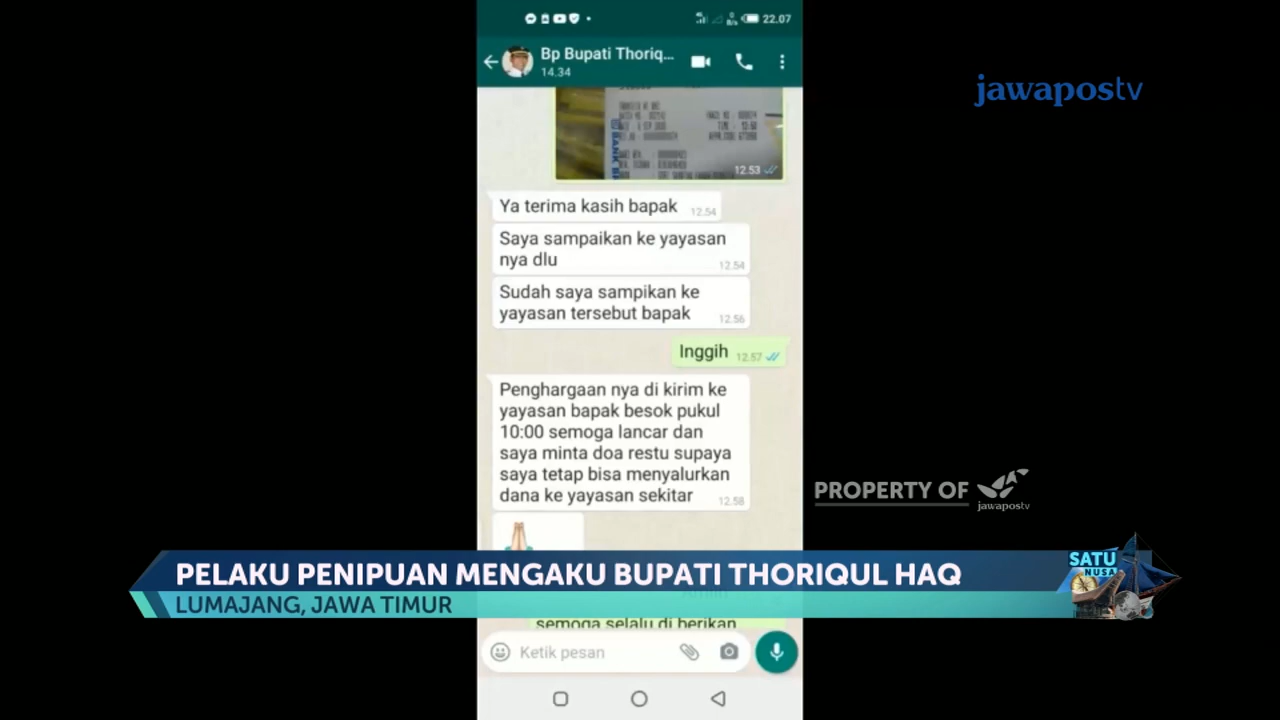 22.07
Bp Bupati Thoriq...
14.34
jawapostv
12.53
Ya terima kasih bapak 12.54
Saya sampaikan ke yayasan
nya dlu 12.54
Sudah saya sampikan ke
yayasan tersebut bapak 12.56
Inggih 12.57
Penghargaan nya di kirim ke
yayasan bapak besok pukul
10:00 semoga lancar dan
saya minta doa restu supaya
saya tetap bisa menyalurkan
dana ke yayasan sekitar 12.58
PROPERTY OF
jawapostv
PELAKU PENIPUAN MENGAKU BUPATI THORIQUL HAQ
LUMAJANG, JAWA TIMUR
SATU
NUSA
semoga selalu di berikan
Ketik pesan